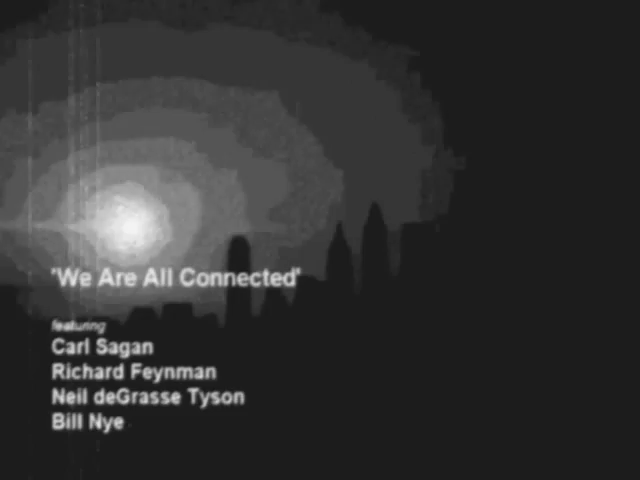 'We Are All Connected'
featuring
Carl Sagan
Richard Feynman
Neil deGrasse Tyson
Bill Nye